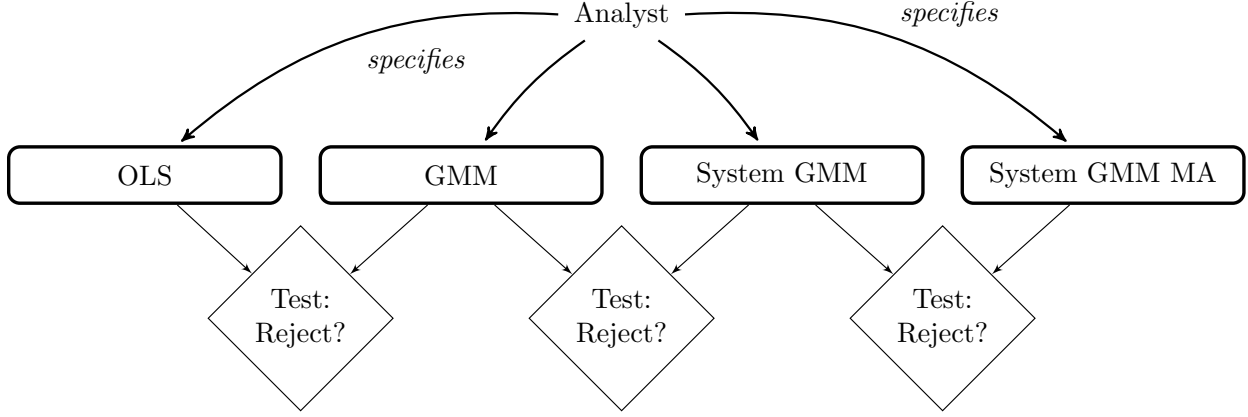 Analyst
specifies
specifies
OLS
GMM
System GMM
System GMM MA
Test:
Reject?
Test:
Reject?
Test:
Reject?